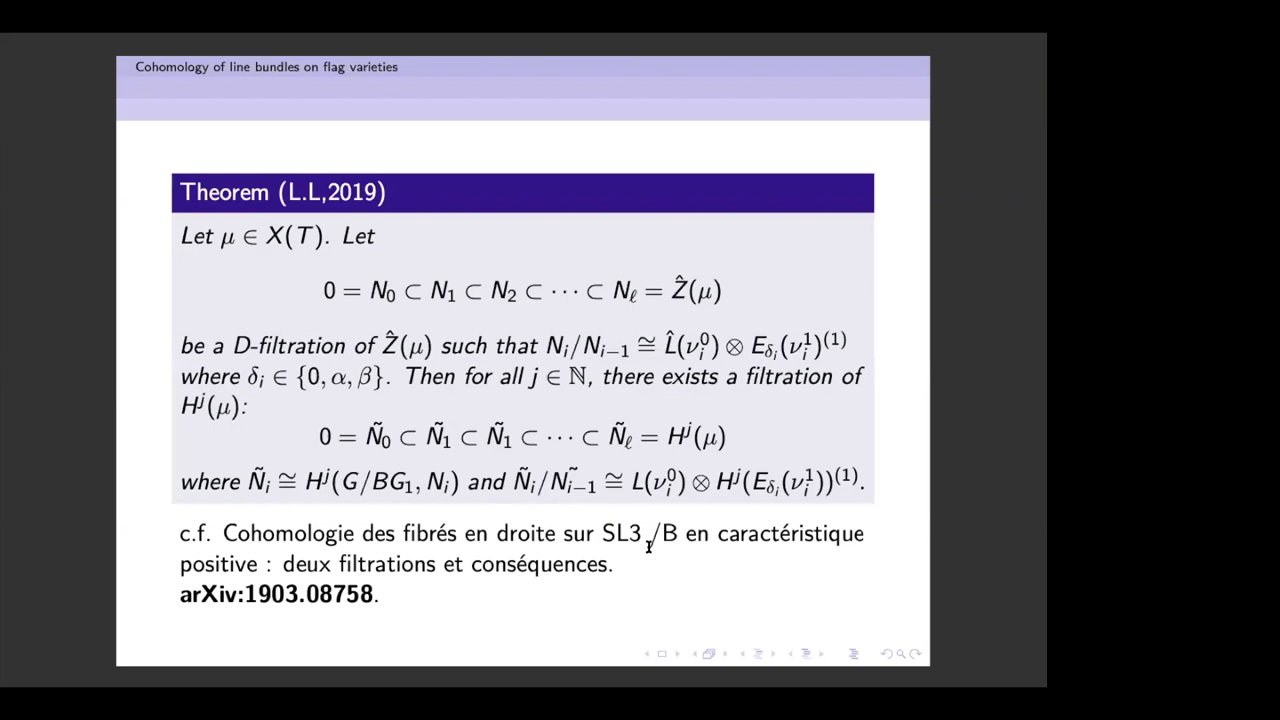 Cohomology of line bundles on flag varieties
Theorem (L.L,2019)
Let μ ∈ X(T). Let
0 = N₀ ⊂ N₁ ⊂ N₂ ⊂ ⋯ ⊂ N_ℓ = Ẑ(μ)
be a D-filtration of Ẑ(μ) such that N_i/N_{i−1} ≅ L̂(ν_i^0) ⊗ E_{δ_i}(ν_i^1)^{(1)}
where δ_i ∈ {0, α, β}. Then for all j ∈ ℕ, there exists a filtration of
H^j(μ):
0 = Ñ₀ ⊂ Ñ₁ ⊂ Ñ₁ ⊂ ⋯ ⊂ Ñ_ℓ = H^j(μ)
where Ñ_i ≅ H^j(G/BG₁, N_i) and Ñ_i/Ñ_{i−1} ≅ L(ν_i^0) ⊗ H^j(E_{δ_i}(ν_i^1))^{(1)}.
c.f. Cohomologie des fibrés en droite sur SL3 /B en caractéristique
positive : deux filtrations et conséquences.
arXiv:1903.08758.